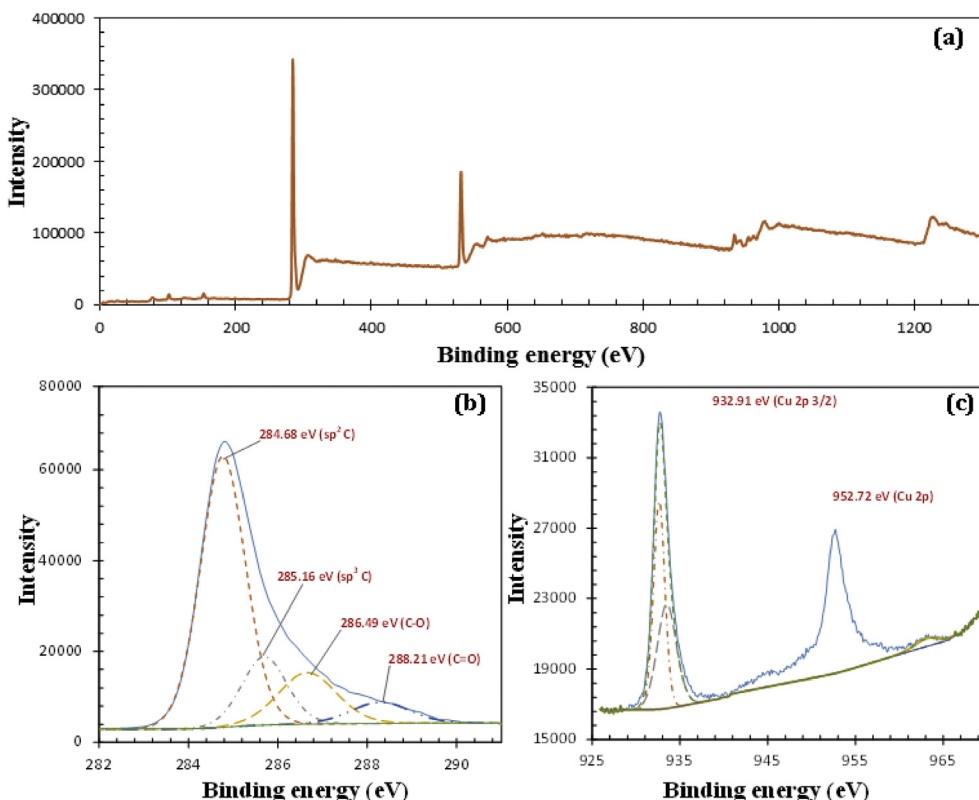 (a)
400000
300000
200000
100000
0
Intensity
0 200 400 600 800 1000 1200
Binding energy (eV)
(b)
80000
60000
40000
20000
0
Intensity
284.68 eV (sp² C)
285.16 eV (sp³ C)
286.49 eV (C-O)
288.21 eV (C=O)
282 284 286 288 290
Binding energy (eV)
(c)
35000
31000
27000
23000
19000
15000
Intensity
932.91 eV (Cu 2p 3/2)
952.72 eV (Cu 2p)
925 935 945 955 965
Binding energy (eV)